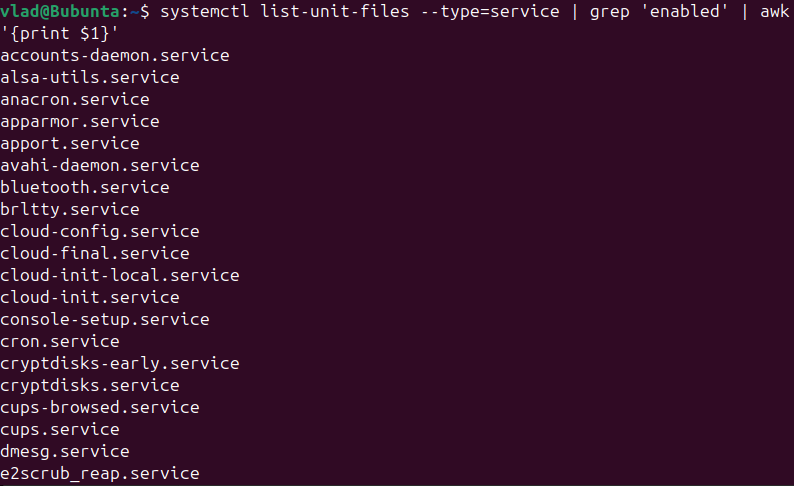 vlad@Bubunta:~$ systemctl list-unit-files --type=service | grep 'enabled' | awk
'{print $1}'
accounts-daemon.service
alsa-utils.service
anacron.service
apparmor.service
apport.service
avahi-daemon.service
bluetooth.service
brltty.service
cloud-config.service
cloud-final.service
cloud-init-local.service
cloud-init.service
console-setup.service
cron.service
cryptdisks-early.service
cryptdisks.service
cups-browsed.service
cups.service
dmesg.service
e2scrub_reap.service